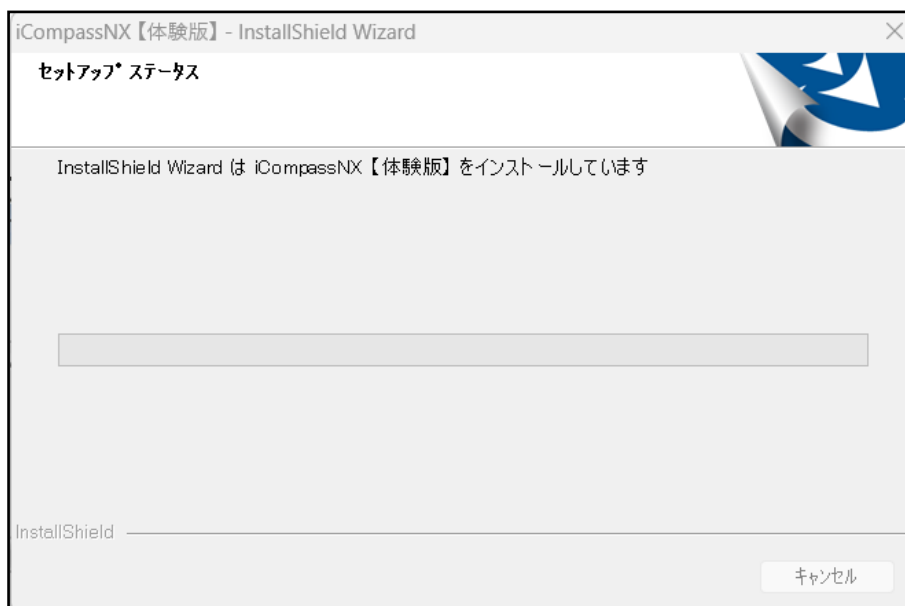 iCompassNX【体験版】 - InstallShield Wizard
セットアップ ステータス
InstallShield Wizard は iCompassNX【体験版】 をインストールしています
InstallShield
キャンセル